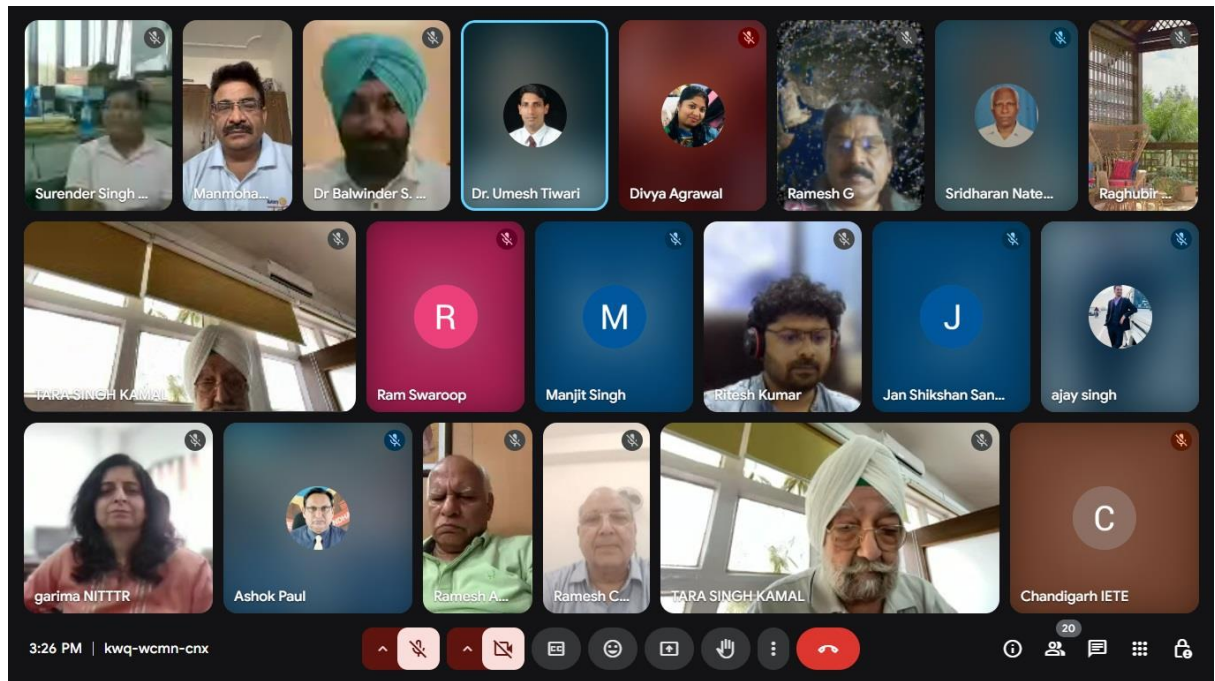 Surender Singh ...
Manmoha...
Dr Balwinder S. ...
Dr. Umesh Tiwari
Divya Agrawal
Ramesh G
Sridharan Nate...
Raghubir ...
TARA SINGH KAMAL
R
Ram Swaroop
M
Manjit Singh
Ritesh Kumar
J
Jan Shikshan San...
ajay singh
garima NITTTR
Ashok Paul
Ramesh A...
Ramesh C...
TARA SINGH KAMAL
C
Chandigarh IETE
3:26 PM | kwq-wcmn-cnx
CC
20